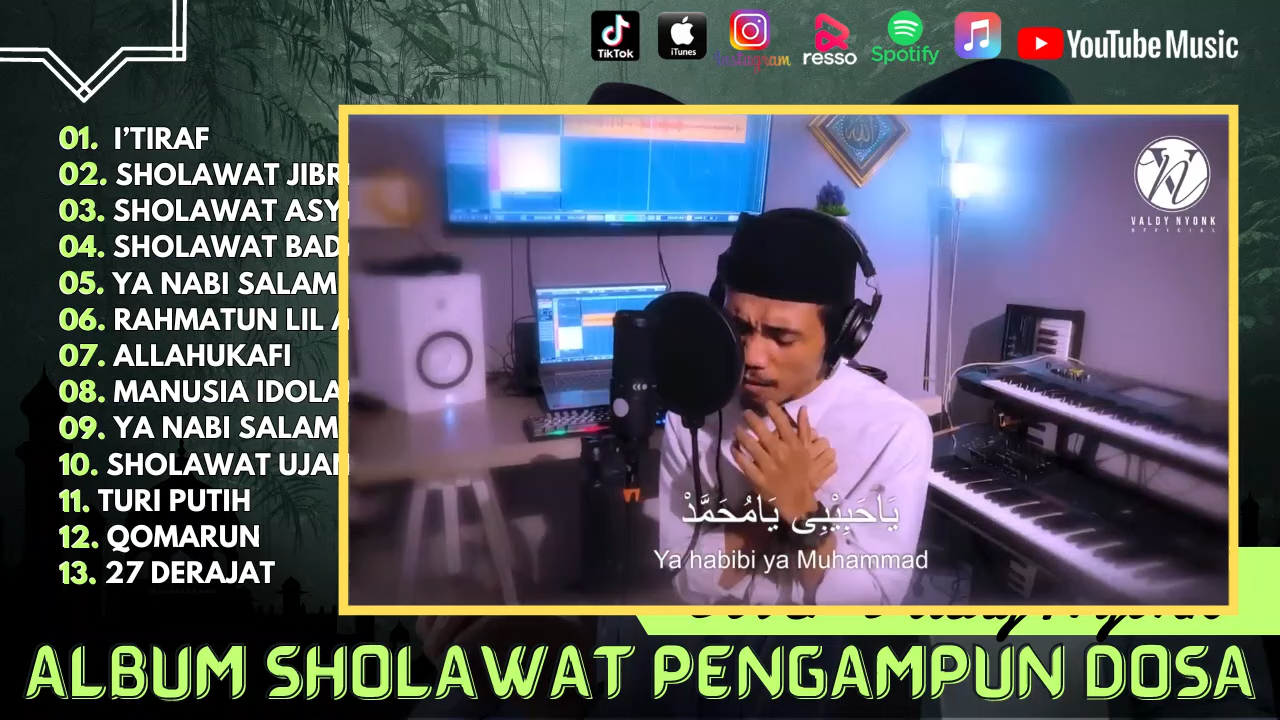 TikTok
iTunes
Instagram
resso
Spotify
YouTube Music
01. I'TIRAF
02. SHOLAWAT JIBR
03. SHOLAWAT ASY
04. SHOLAWAT BAD
05. YA NABI SALAM
06. RAHMATUN LIL A
07. ALLAHUKAFI
08. MANUSIA IDOLA
09. YA NABI SALAM
10. SHOLAWAT UJAN
11. TURI PUTIH
12. QOMARUN
13. 27 DERAJAT
VALDY NYONK
OFFICIAL
يَاحَبِيْبِى يَامُحَمَّدْ
Ya habibi ya Muhammad
ALBUM SHOLAWAT PENGAMPUN DOSA